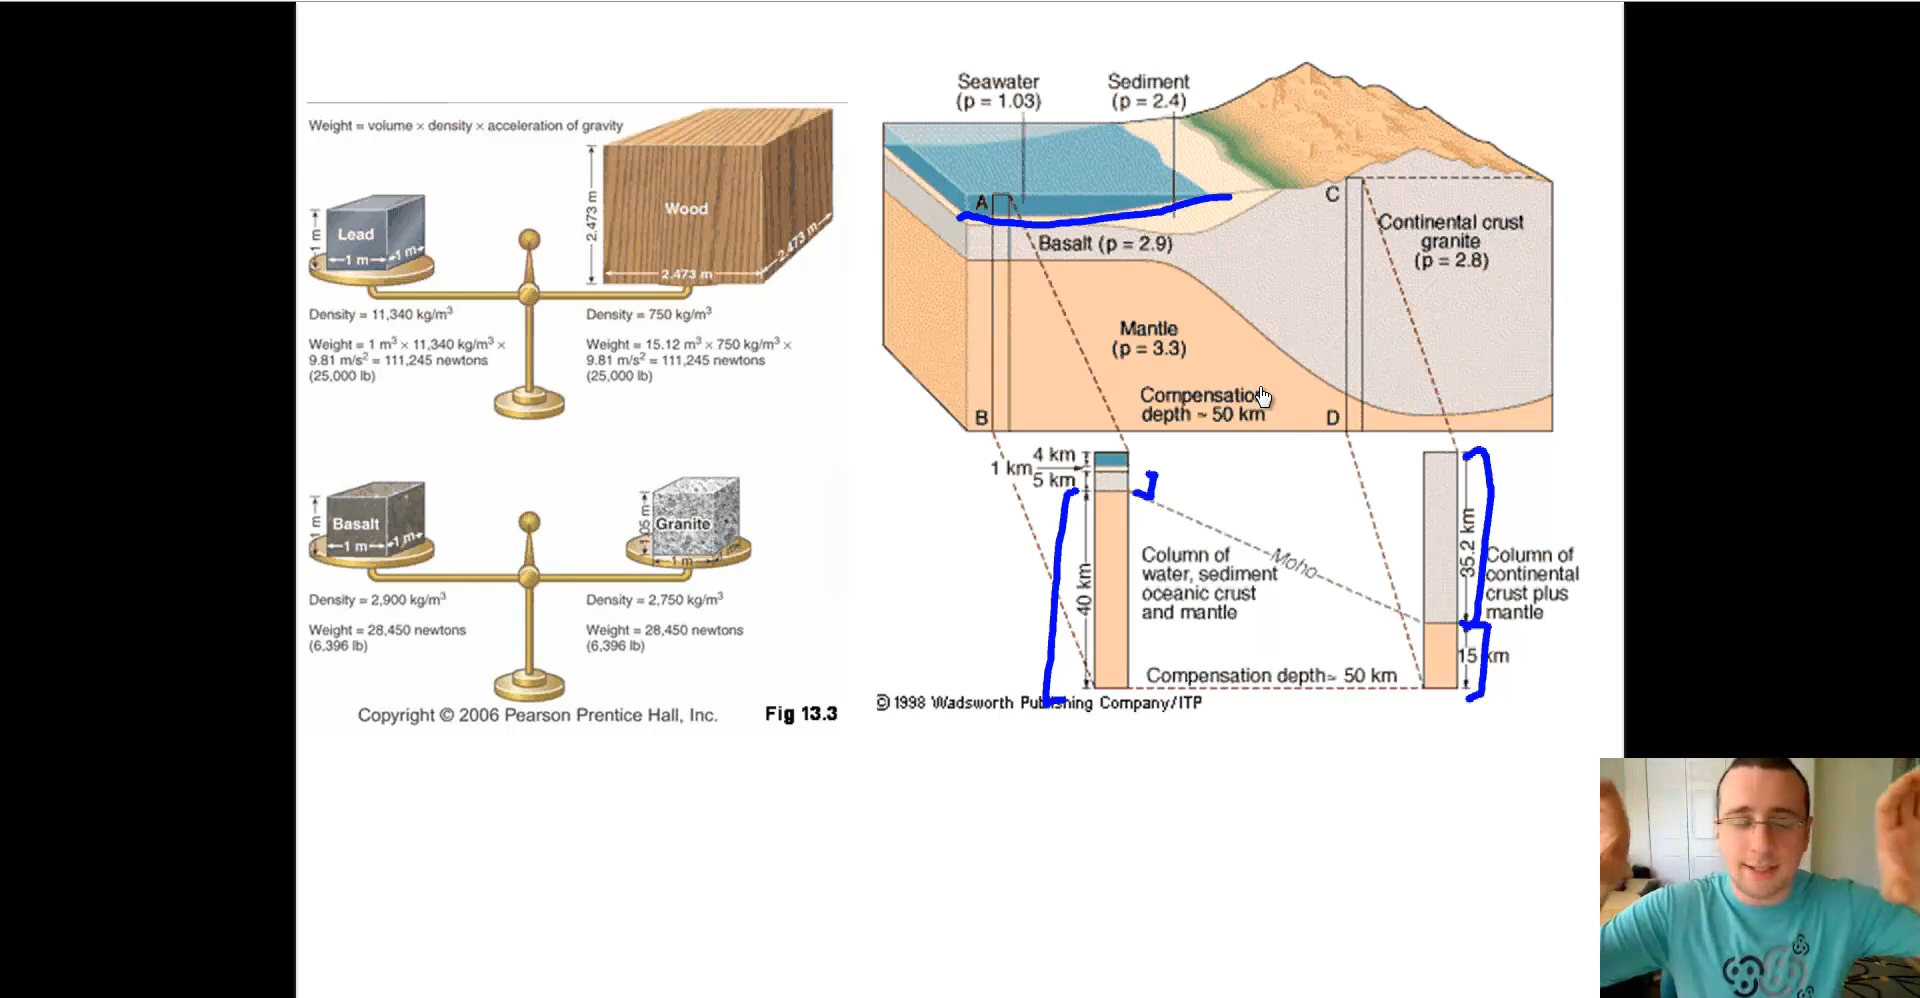 Weight = volume × density × acceleration of gravity
Lead
1 m
1 m
1 m
Wood
2.473 m
2.473 m
2.473 m
Density = 11,340 kg/m³
Weight = 1 m³ × 11,340 kg/m³ ×
9.81 m/s² = 111,245 newtons
(25,000 lb)
Density = 750 kg/m³
Weight = 15.12 m³ × 750 kg/m³ ×
9.81 m/s² = 111,245 newtons
(25,000 lb)
Basalt
1 m
1 m
1 m
Granite
1.05 m
1 m
Density = 2,900 kg/m³
Weight = 28,450 newtons
(6,396 lb)
Density = 2,750 kg/m³
Weight = 28,450 newtons
(6,396 lb)
Copyright © 2006 Pearson Prentice Hall, Inc.
Fig 13.3
Seawater
(p = 1.03)
Sediment
(p = 2.4)
A
C
Basalt (p = 2.9)
Continental crust
granite
(p = 2.8)
Mantle
(p = 3.3)
Compensation
depth ~ 50 km
B
D
4 km
1 km
5 km
40 km
Column of
water, sediment
oceanic crust
and mantle
Moho
35.2 km
Column of
continental
crust plus
mantle
15 km
Compensation depth ≃ 50 km
© 1998 Wadsworth Publishing Company/ITP